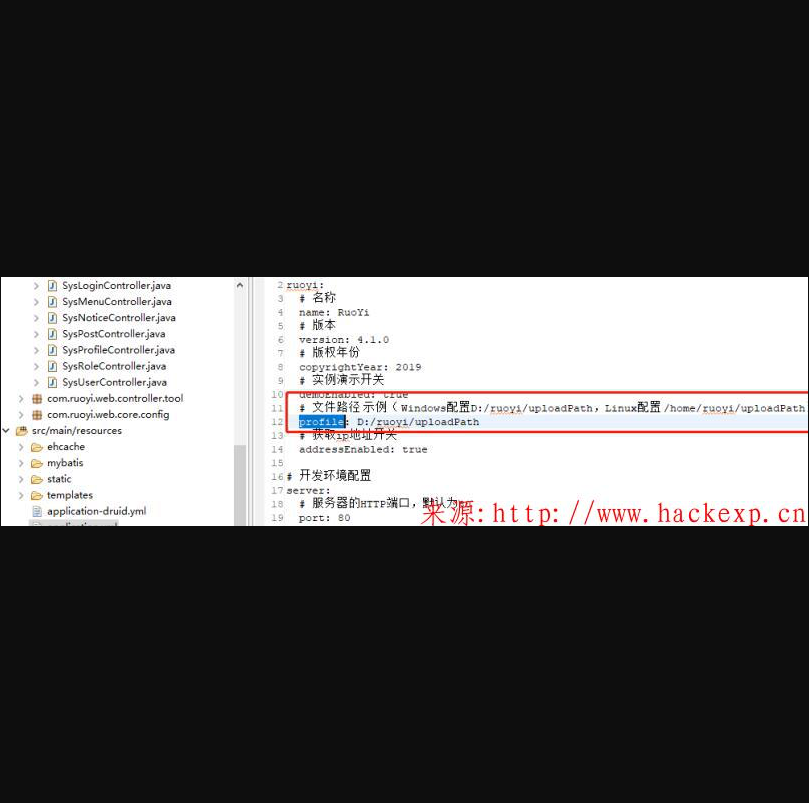 SysLoginController.java
SysMenuController.java
SysNoticeController.java
SysPostController.java
SysProfileController.java
SysRoleController.java
SysUserController.java
com.ruoyi.web.controller.tool
com.ruoyi.web.core.config
src/main/resources
ehcache
mybatis
static
templates
application-druid.yml
2 ruoyi:
3 # 名称
4 name: RuoYi
5 # 版本
6 version: 4.1.0
7 # 版权年份
8 copyrightYear: 2019
9 # 实例演示开关
10 demoEnabled: true
11 # 文件路径 示例（ Windows配置D:/ruoyi/uploadPath，Linux配置 /home/ruoyi/uploadPath
12 profile: D:/ruoyi/uploadPath
13 # 获取ip地址开关
14 addressEnabled: true
15
16 # 开发环境配置
17 server:
18 # 服务器的HTTP端口，默认为
19 port: 80
来源:http://www.hackexp.cn